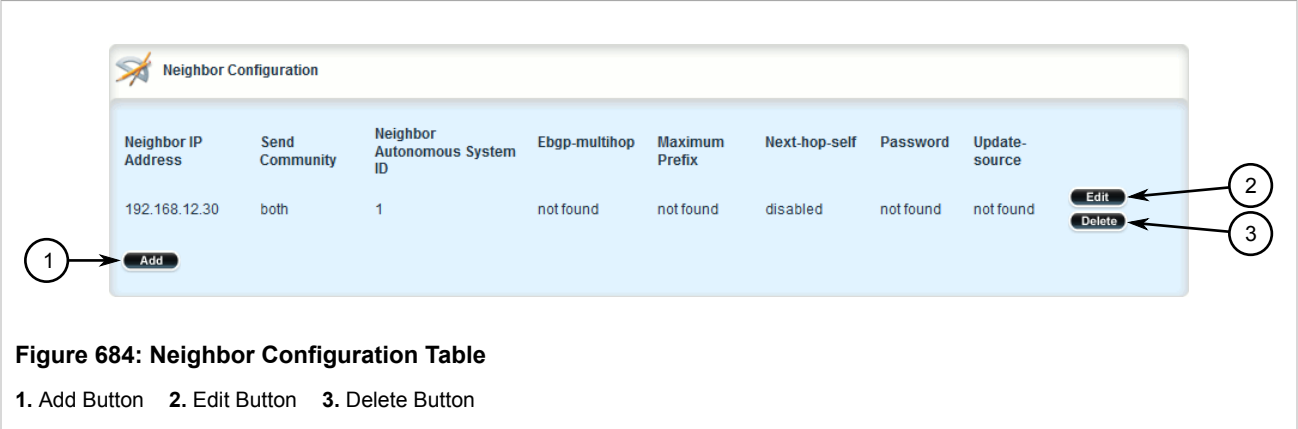 Neighbor Configuration
Neighbor IP Address
Send Community
Neighbor Autonomous System ID
Ebgp-multihop
Maximum Prefix
Next-hop-self
Password
Update-source
192.168.12.30 both 1 not found not found disabled not found not found
Edit
Delete
Add
1
2
3
Figure 684: Neighbor Configuration Table
1. Add Button 2. Edit Button 3. Delete Button